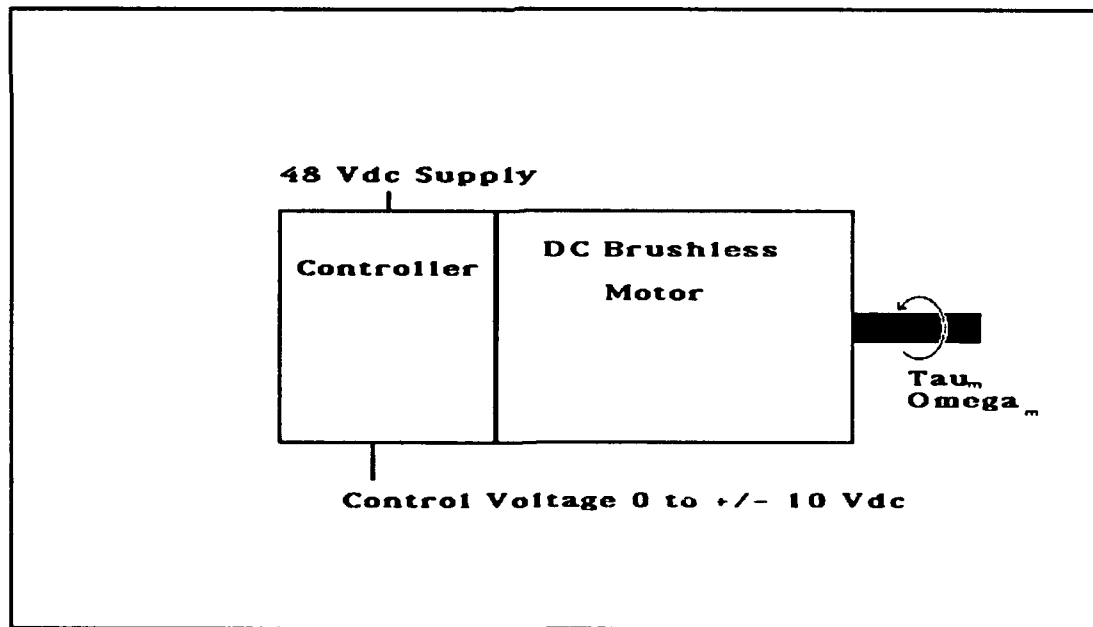 48 Vdc Supply
Controller
DC Brushless
Motor
Tau_m
Omega_m
Control Voltage 0 to +/- 10 Vdc